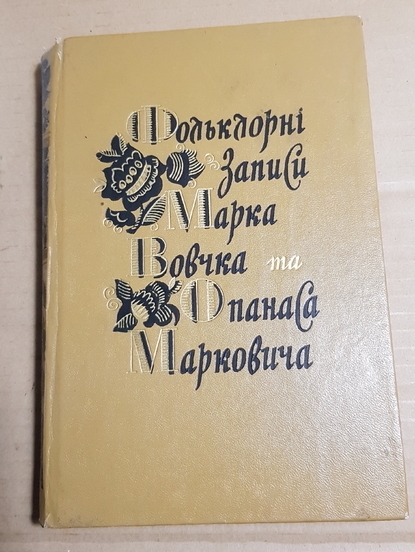 Фольклорні
Записи
Марка
Вовчка та
Опанаса
Марковича